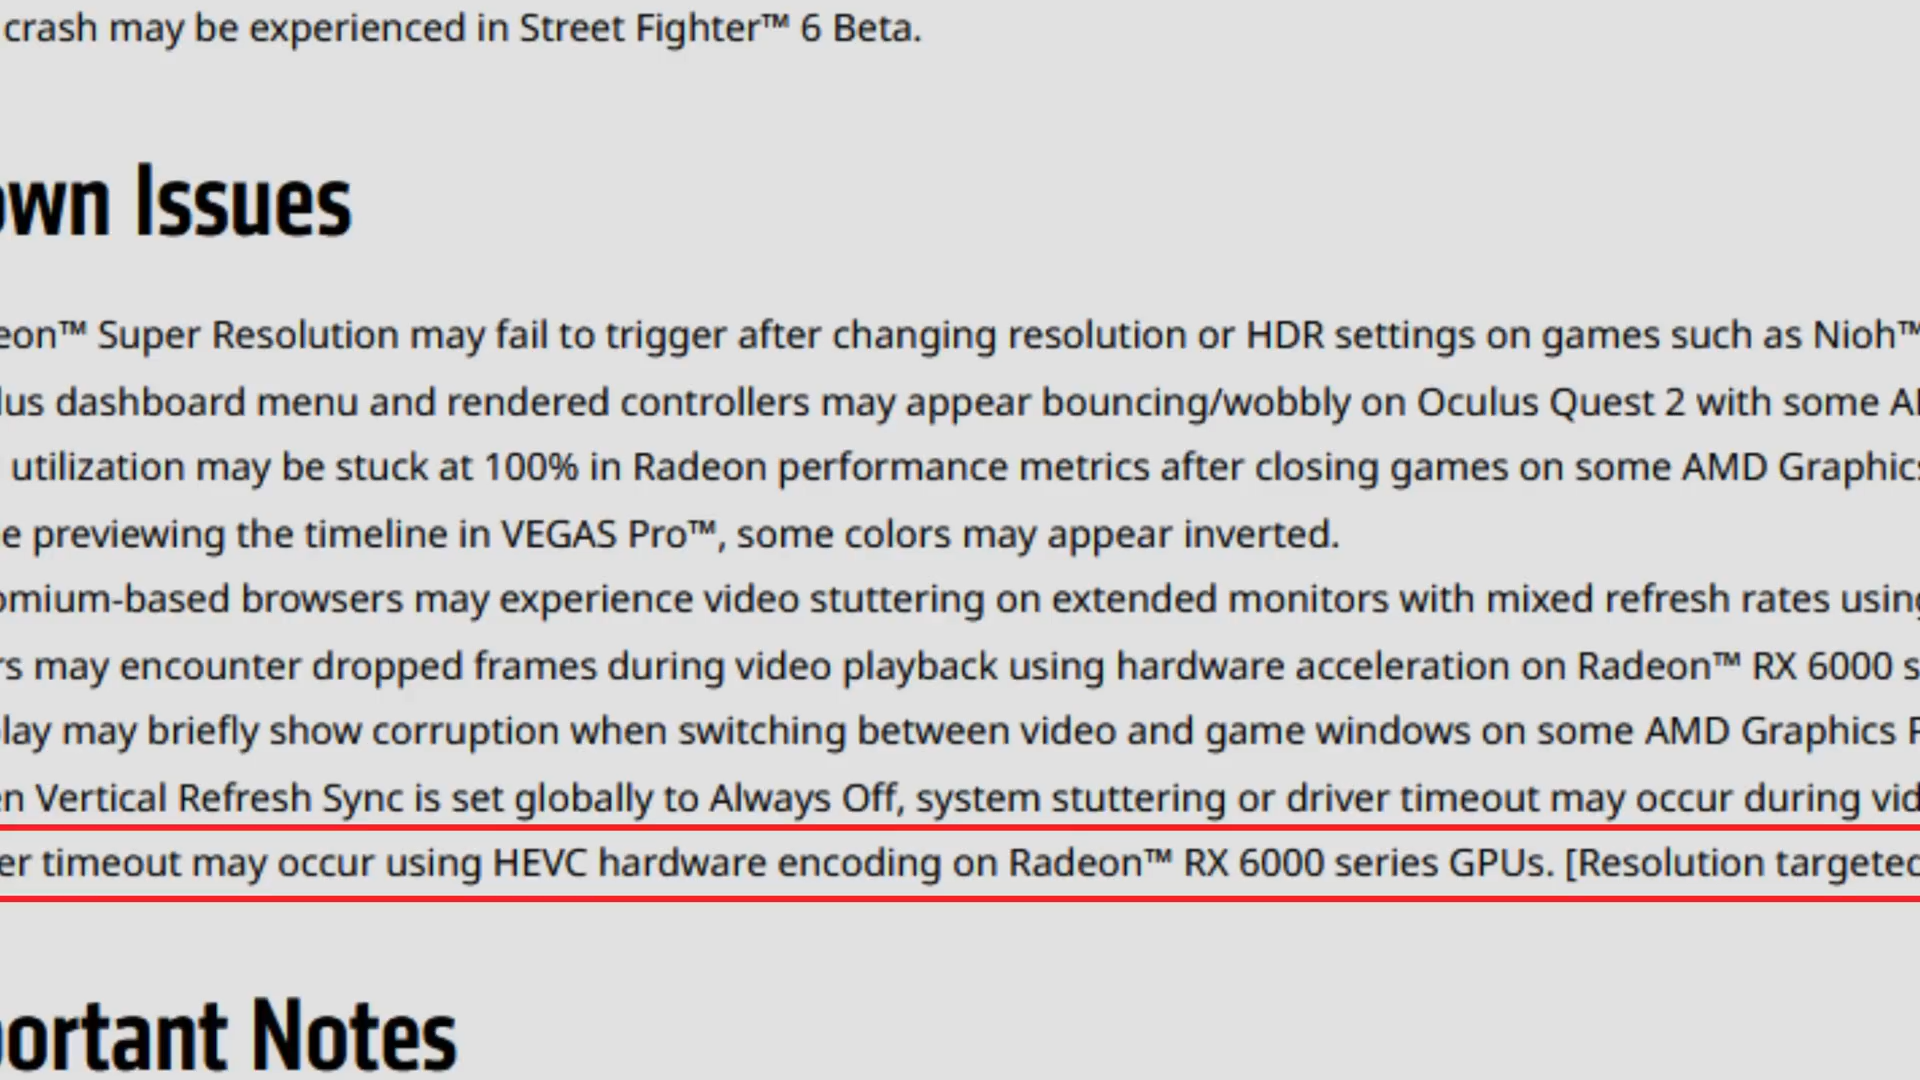 crash may be experienced in Street Fighter™ 6 Beta.
own Issues
eon™ Super Resolution may fail to trigger after changing resolution or HDR settings on games such as Nioh™
lus dashboard menu and rendered controllers may appear bouncing/wobbly on Oculus Quest 2 with some A
utilization may be stuck at 100% in Radeon performance metrics after closing games on some AMD Graphics
e previewing the timeline in VEGAS Pro™, some colors may appear inverted.
omium-based browsers may experience video stuttering on extended monitors with mixed refresh rates using
rs may encounter dropped frames during video playback using hardware acceleration on Radeon™ RX 6000 s
lay may briefly show corruption when switching between video and game windows on some AMD Graphics P
en Vertical Refresh Sync is set globally to Always Off, system stuttering or driver timeout may occur during vid
er timeout may occur using HEVC hardware encoding on Radeon™ RX 6000 series GPUs. [Resolution targeted
portant Notes